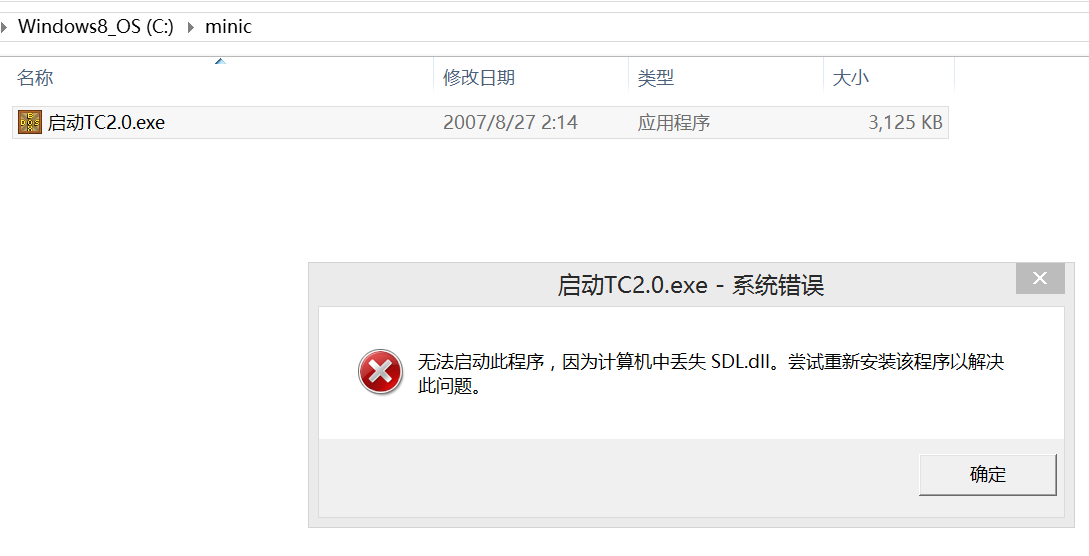 Windows8_OS (C:) minic
名称 修改日期 类型 大小
启动TC2.0.exe 2007/8/27 2:14 应用程序 3,125 KB
启动TC2.0.exe - 系统错误
无法启动此程序，因为计算机中丢失 SDL.dll。尝试重新安装该程序以解决
此问题。
确定